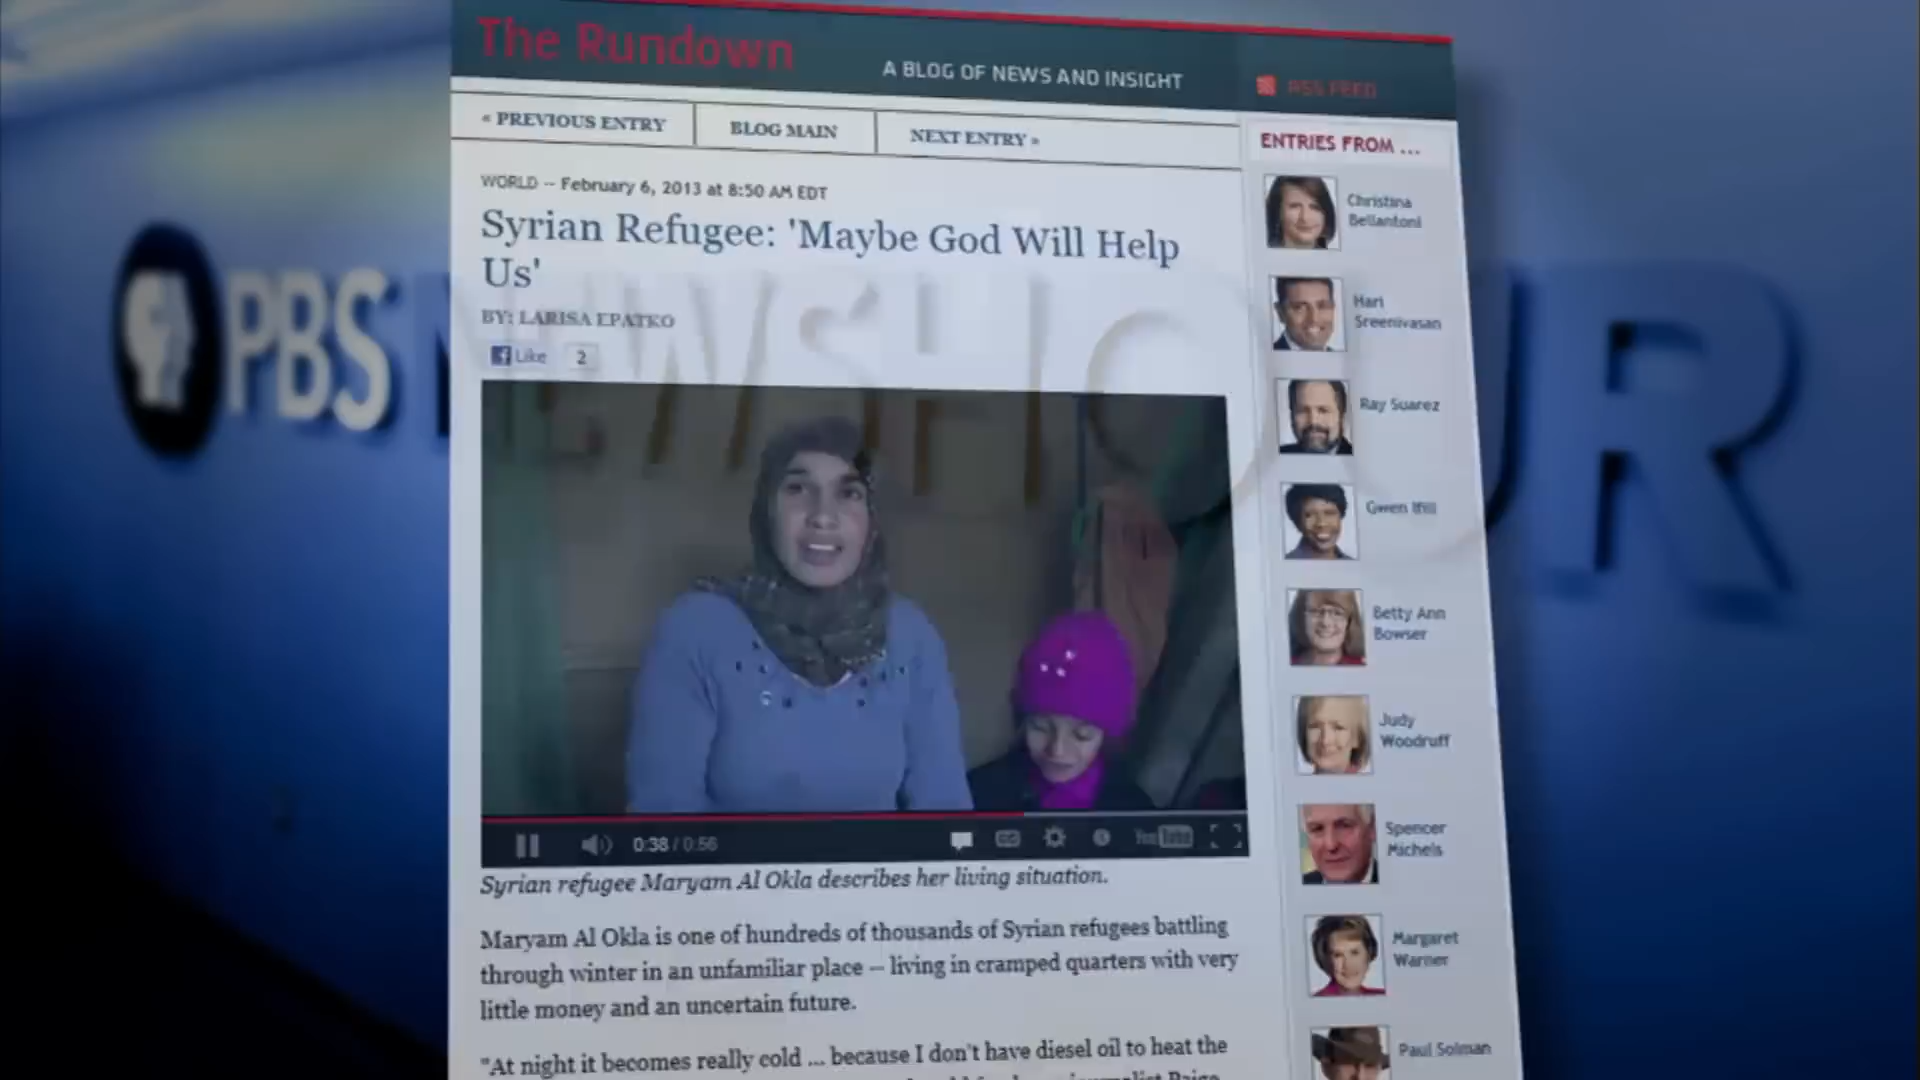 The Rundown
A BLOG OF NEWS AND INSIGHT
RSS FEED
« PREVIOUS ENTRY
BLOG MAIN
NEXT ENTRY »
ENTRIES FROM ...
WORLD -- February 6, 2013 at 8:50 AM EDT
Syrian Refugee: 'Maybe God Will Help
Us'
BY: LARISA EPATKO
Like 2
PBS NEWSHOUR
0:38 / 0:56
YouTube
Syrian refugee Maryam Al Okla describes her living situation.
Maryam Al Okla is one of hundreds of thousands of Syrian refugees battling
through winter in an unfamiliar place -- living in cramped quarters with very
little money and an uncertain future.
"At night it becomes really cold ... because I don't have diesel oil to heat the
Christina
Bellantoni
Hari
Sreenivasan
Ray Suarez
Gwen Ifill
Betty Ann
Bowser
Judy
Woodruff
Spencer
Michels
Margaret
Warner
Paul Solman